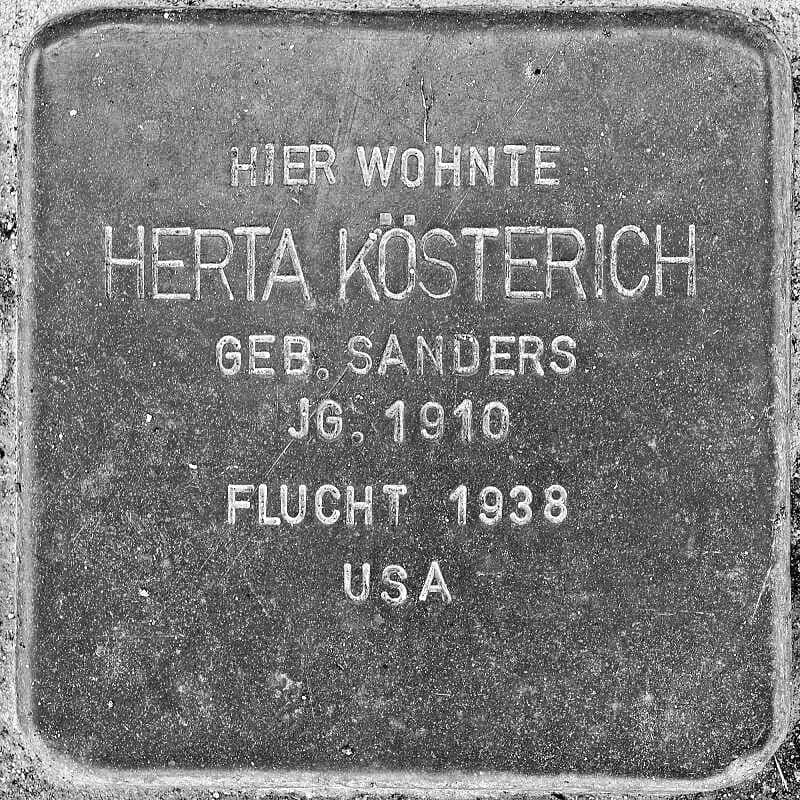 HIER WOHNTE
HERTA KÖSTERICH
GEB. SANDERS
JG. 1910
FLUCHT 1938
USA